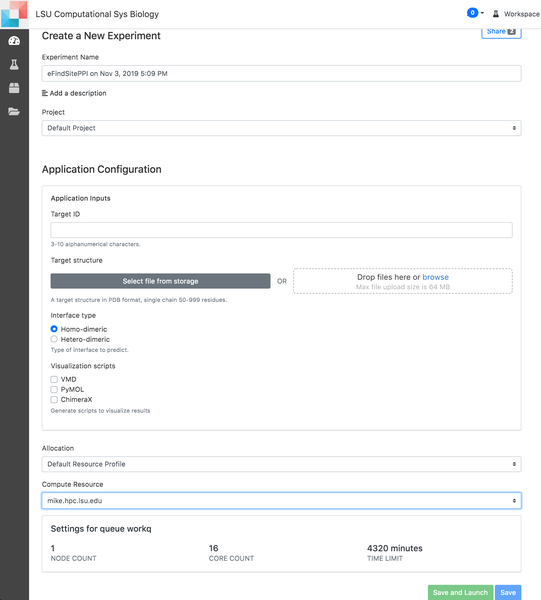 LSU Computational Sys Biology
0
Workspace
Create a New Experiment
Share 2
Experiment Name
eFindSitePPI on Nov 3, 2019 5:09 PM
Add a description
Project
Default Project
Application Configuration
Application Inputs
Target ID
3-10 alphanumerical characters.
Target structure
Select file from storage
OR
Drop files here or browse
Max file upload size is 64 MB
A target structure in PDB format, single chain 50-999 residues.
Interface type
Homo-dimeric
Hetero-dimeric
Type of interface to predict.
Visualization scripts
VMD
PyMOL
ChimeraX
Generate scripts to visualize results
Allocation
Default Resource Profile
Compute Resource
mike.hpc.lsu.edu
Settings for queue workq
1 16 4320 minutes
NODE COUNT CORE COUNT TIME LIMIT
Save and Launch Save